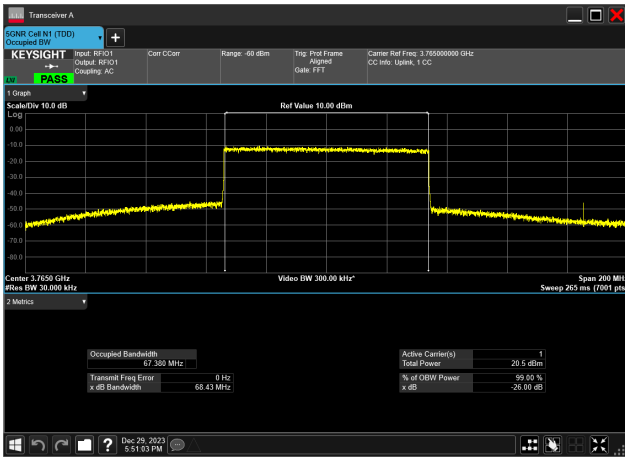 Transceiver A
5GNR Cell N1 (TDD)
Occupied BW
KEYSIGHT
Input: RFIO1
Output: RFIO1
Coupling: AC
Corr CCorr
Range: -60 dBm
Trig: Prot Frame
Aligned
Gate: FFT
Carrier Ref Freq: 3.765000000 GHz
CC Info: Uplink, 1 CC
PASS
1 Graph
Scale/Div 10.0 dB
Ref Value 10.00 dBm
Log
0.00
-10.0
-20.0
-30.0
-40.0
-50.0
-60.0
-70.0
-80.0
Center 3.7650 GHz
Video BW 300.00 kHz*
Span 200 MHz
#Res BW 30.000 kHz
Sweep 265 ms (7001 pts
2 Metrics
Occupied Bandwidth
67.380 MHz
Transmit Freq Error 0 Hz
x dB Bandwidth 68.43 MHz
Active Carrier(s) 1
Total Power 20.5 dBm
% of OBW Power 99.00 %
x dB -26.00 dB
Dec 29, 2023
5:51:03 PM